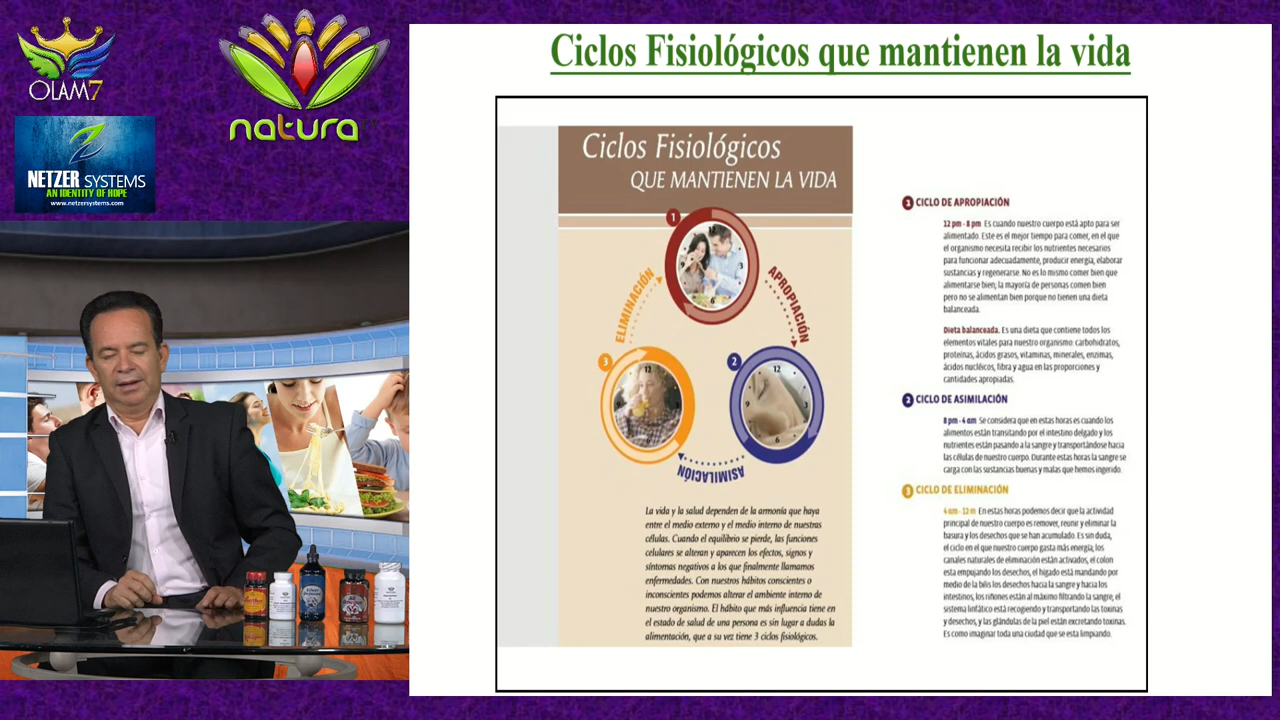 OLAM7
natura
NETZER SYSTEMS
AN IDENTITY OF HOPE
www.netzersystems.com
Ciclos Fisiológicos que mantienen la vida
Ciclos Fisiológicos
QUE MANTIENEN LA VIDA
1
ELIMINACIÓN
APROPIACIÓN
3
2
12
12
ASIMILACIÓN
La vida y la salud dependen de la armonía que haya
entre el medio externo y el medio interno de nuestras
células. Cuando el equilibrio se pierde, las funciones
celulares se alteran y aparecen los efectos, signos y
síntomas negativos a los que finalmente llamamos
enfermedades. Con nuestros hábitos conscientes o
inconscientes podemos alterar el ambiente interno de
nuestro organismo. El hábito que más influencia tiene en
el estado de salud de una persona es sin lugar a dudas la
alimentación, que a su vez tiene 3 ciclos fisiológicos.
1 CICLO DE APROPIACIÓN
12 pm - 8 pm Es cuando nuestro cuerpo está apto para ser
alimentado. Este es el mejor tiempo para comer, en el que
el organismo necesita recibir los nutrientes necesarios
para funcionar adecuadamente, producir energía, elaborar
sustancias y regenerarse. No es lo mismo comer bien que
alimentarse bien; la mayoría de personas comen bien
pero no se alimentan bien porque no tienen una dieta
balanceada.
Dieta balanceada. Es una dieta que contiene todos los
elementos vitales para nuestro organismo: carbohidratos,
proteínas, ácidos grasos, vitaminas, minerales, enzimas,
ácidos nucléicos, fibra y agua en las proporciones y
cantidades apropiadas.
2 CICLO DE ASIMILACIÓN
8 pm - 4 am Se considera que en estas horas es cuando los
alimentos están transitando por el intestino delgado y los
nutrientes están pasando a la sangre y transportándose hacia
las células de nuestro cuerpo. Durante estas horas la sangre se
carga con las sustancias buenas y malas que hemos ingerido.
3 CICLO DE ELIMINACIÓN
4 am - 12 m En estas horas podemos decir que la actividad
principal de nuestro cuerpo es remover, reunir y eliminar la
basura y los desechos que se han acumulado. Es sin duda,
el ciclo en el que nuestro cuerpo gasta más energía, los
canales naturales de eliminación están activados, el colon
esta empujando los desechos, el hígado está mandando por
medio de la bilis los desechos hacia la sangre y hacia los
intestinos, los riñones están al máximo filtrando la sangre, el
sistema linfático está recogiendo y transportando las toxinas
y desechos, y las glándulas de la piel están excretando toxinas.
Es como imaginar toda una ciudad que se esta limpiando.